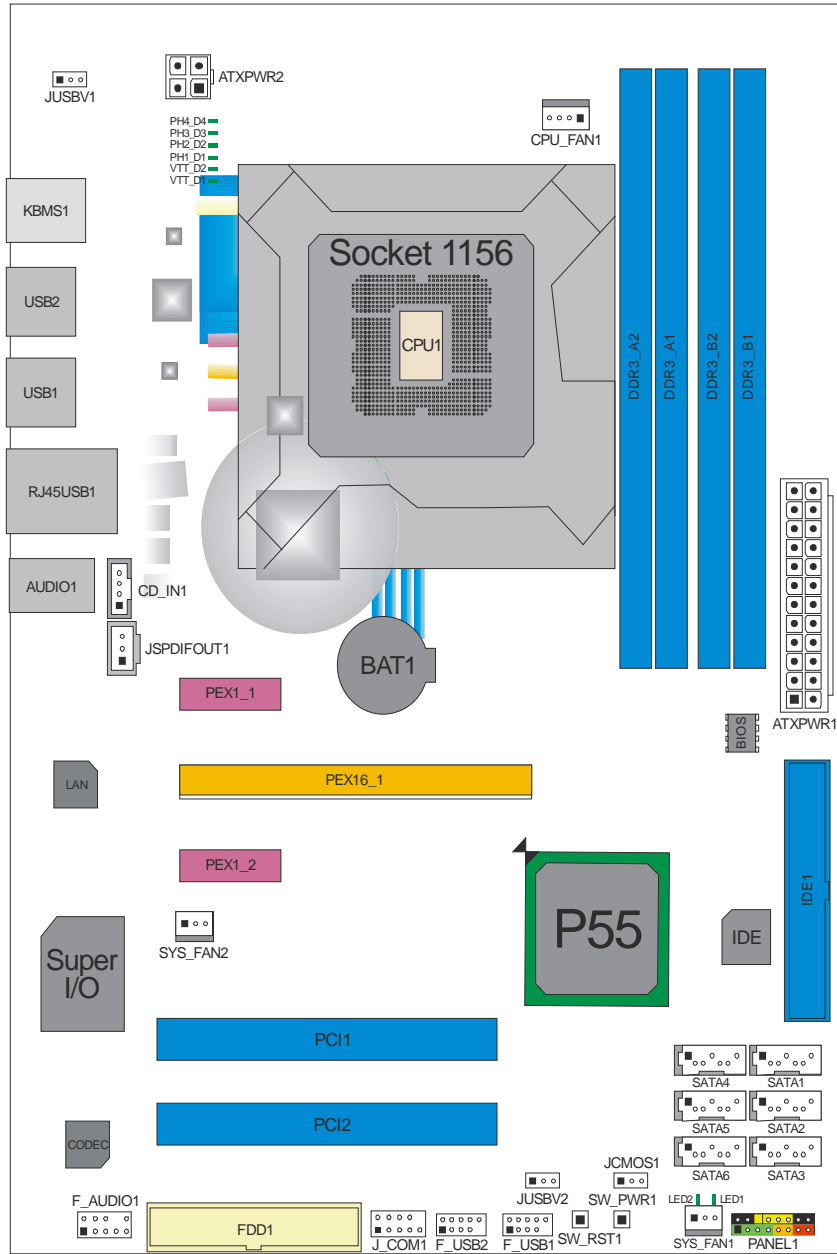 ATXPWR2
JUSBV1
CPU_FAN1
PH4_D4
PH3_D3
PH2_D2
PH1_D1
VTT_D2
VTT_D1
KBMS1
Socket 1156
USB2
CPU1
USB1
DDR3_A2
DDR3_A1
DDR3_B2
DDR3_B1
RJ45USB1
AUDIO1
CD_IN1
JSPDIFOUT1
BAT1
PEX1_1
ATXPWR1
BIOS
LAN
PEX16_1
PEX1_2
IDE1
P55
IDE
SYS_FAN2
Super
I/O
PCI1
SATA4
SATA1
PCI2
SATA5
SATA2
CODEC
SATA6
SATA3
JCMOS1
JUSBV2
SW_PWR1
LED2
LED1
F_AUDIO1
FDD1
J_COM1
F_USB2
F_USB1
SW_RST1
SYS_FAN1
PANEL1